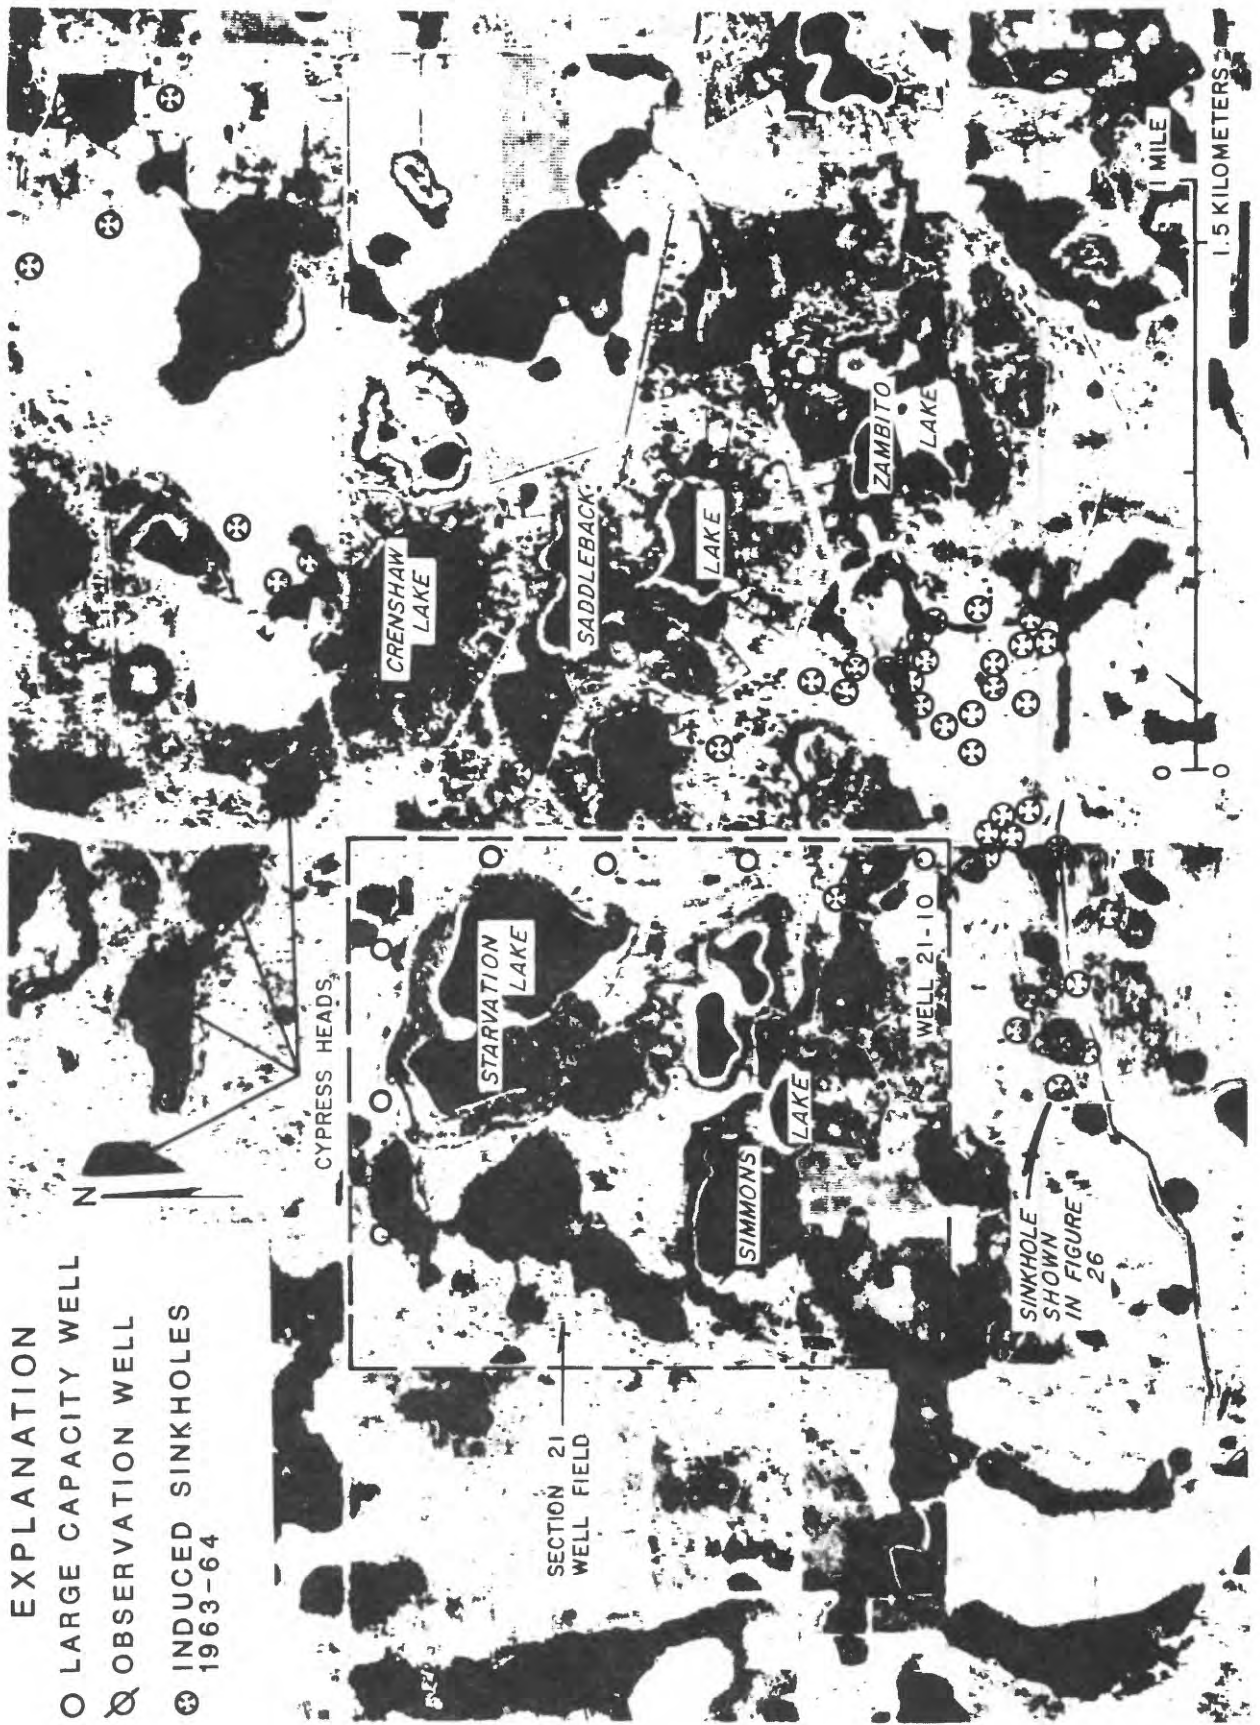 EXPLANATION
LARGE CAPACITY WELL
OBSERVATION WELL
INDUCED SINKHOLES
1963-64
N
CYPRESS HEADS
CRENSHAW
LAKE
STARVATION
LAKE
SADDLEBACK
LAKE
SECTION 21
WELL FIELD
SIMMONS
LAKE
ZAMBITO
LAKE
WELL 21-10
SINKHOLE
SHOWN
IN FIGURE
26
0
1 MILE
0
1.5 KILOMETERS